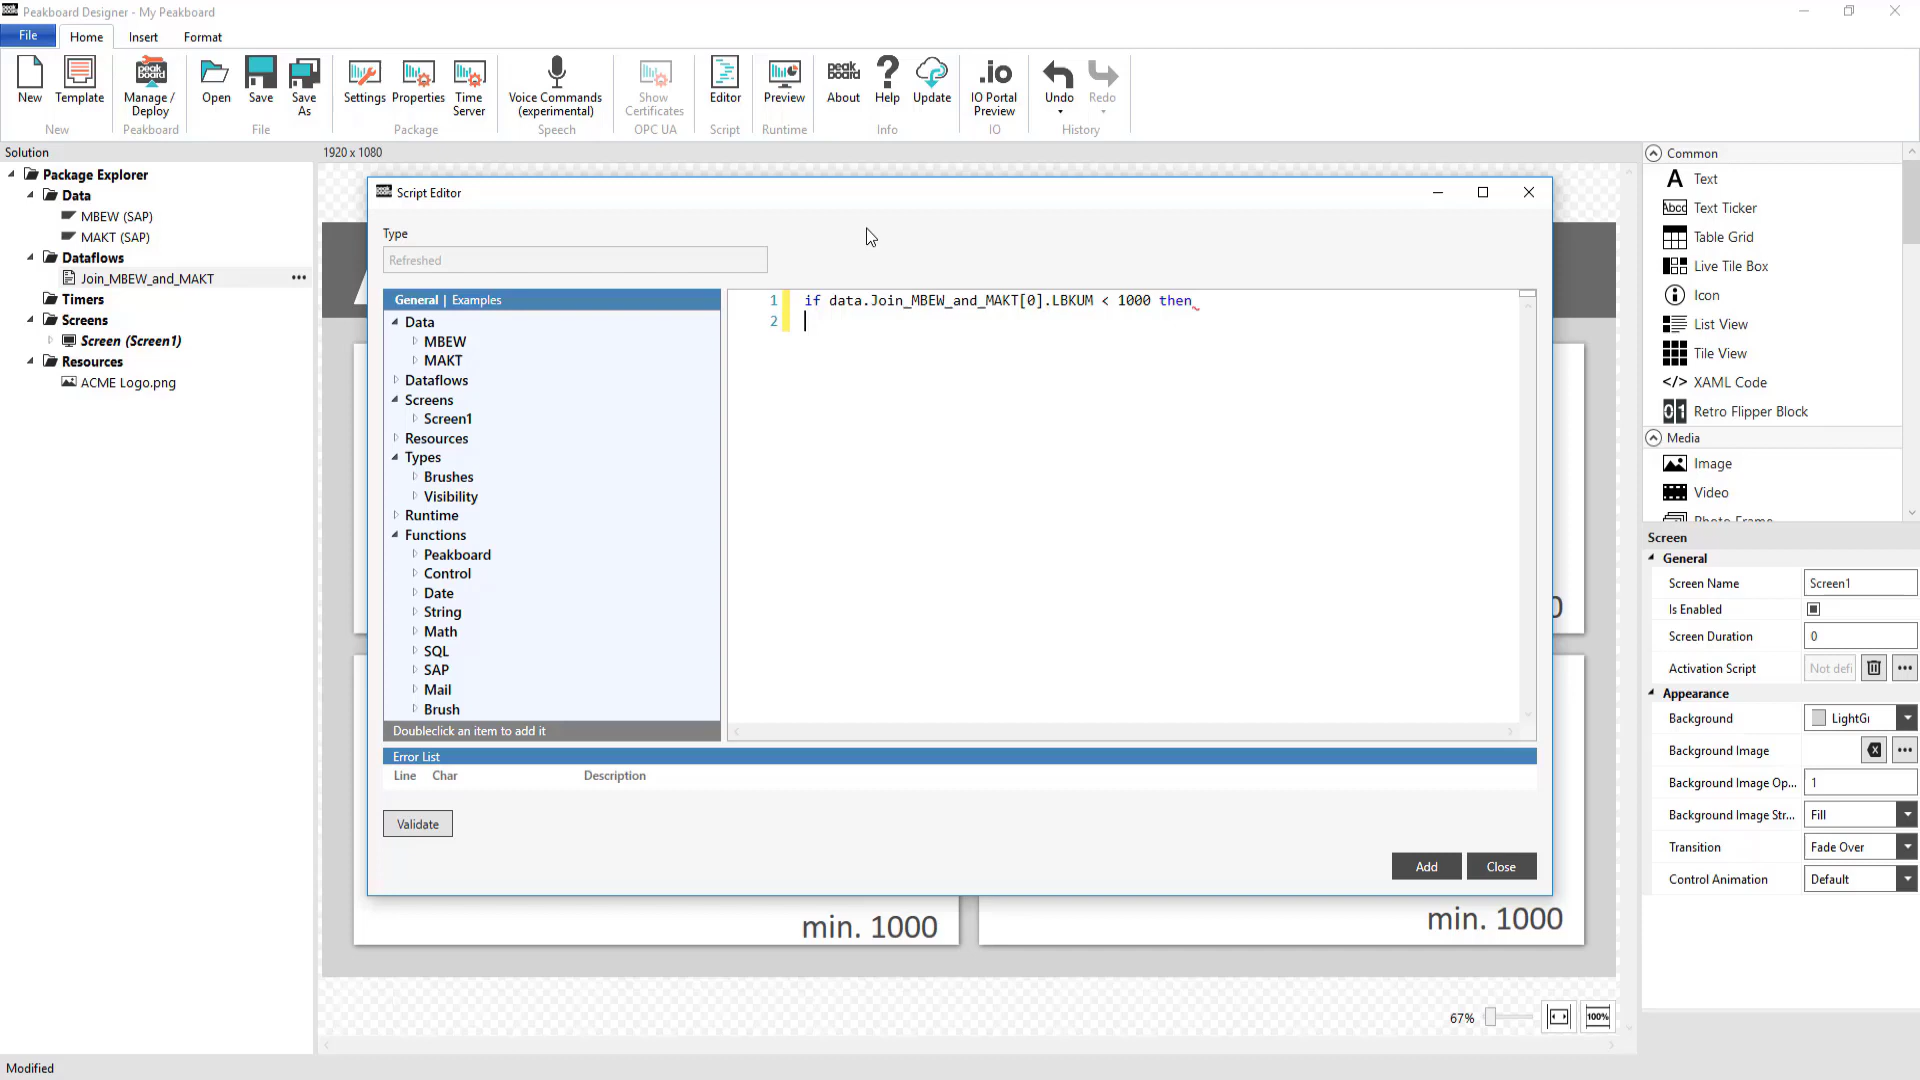 Peakboard Designer - My Peakboard
File
Home
Insert
Format
New
Template
Manage /
Deploy
Open
Save
Save
As
Settings
Properties
Time
Server
Voice Commands
(experimental)
Show
Certificates
Editor
Preview
About
Help
Update
.io
IO Portal
Preview
Undo
Redo
New
Peakboard
File
Package
Speech
OPC UA
Script
Runtime
Info
IO
History
Solution
1920 x 1080
Package Explorer
Data
MBEW (SAP)
MAKT (SAP)
Dataflows
Join_MBEW_and_MAKT
Timers
Screens
Screen (Screen1)
Resources
ACME Logo.png
Script Editor
Type
Refreshed
General | Examples
Data
MBEW
MAKT
Dataflows
Screens
Screen1
Resources
Types
Brushes
Visibility
Runtime
Functions
Peakboard
Control
Date
String
Math
SQL
SAP
Mail
Brush
Doubleclick an item to add it
1 if data.Join_MBEW_and_MAKT[0].LBKUM < 1000 then
2
Error List
Line Char Description
Validate
Add
Close
min. 1000
min. 1000
67%
100%
Common
Text
Text Ticker
Table Grid
Live Tile Box
Icon
List View
Tile View
XAML Code
Retro Flipper Block
Media
Image
Video
Photo Frame
Screen
General
Screen Name Screen1
Is Enabled
Screen Duration 0
Activation Script Not defi
Appearance
Background LightGr
Background Image
Background Image Op... 1
Background Image Str... Fill
Transition Fade Over
Control Animation Default
Modified